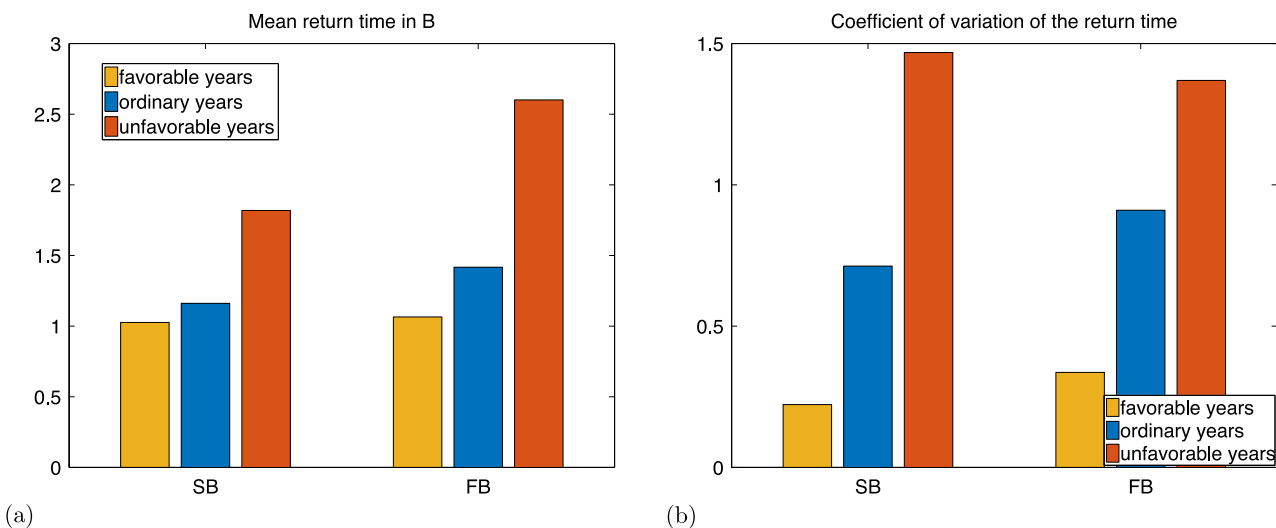 Mean return time in B
3
2.5
2
1.5
1
0.5
0
favorable years
ordinary years
unfavorable years
SB FB
(a)
Coefficient of variation of the return time
1.5
1
0.5
0
favorable years
ordinary years
unfavorable years
SB FB
(b)